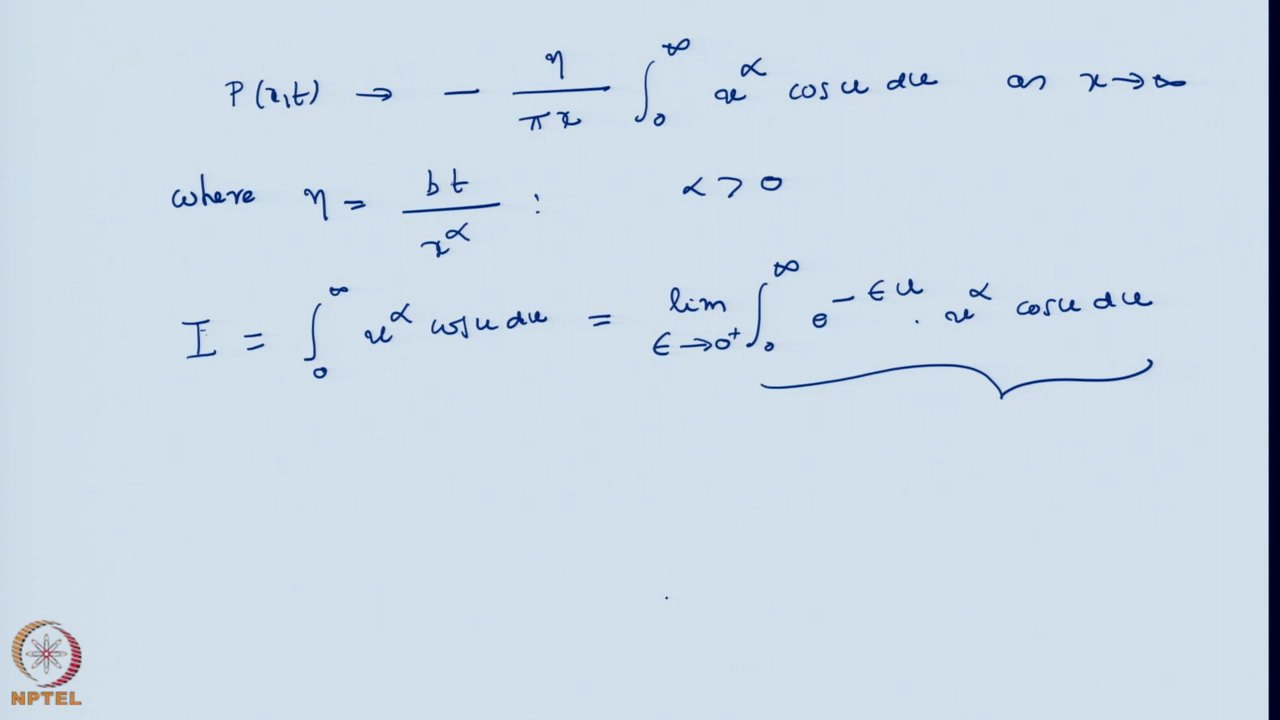 P(x,t) → − η/(πx) ∫₀^∞ u^α cos u du as x→∞
where η = bt/x^α : α > 0
I = ∫₀^∞ u^α cos u du = lim_{ε→0⁺} ∫₀^∞ e^{−εu} . u^α cos u du
NPTEL